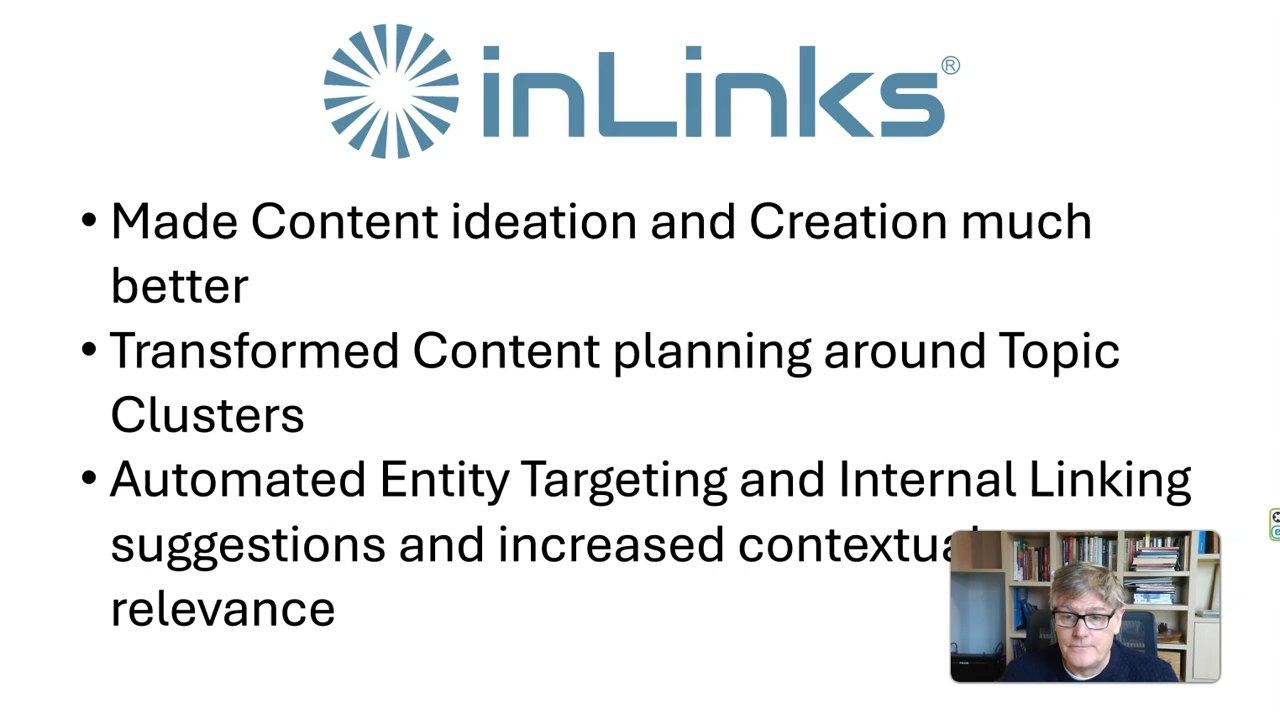 inLinks®
• Made Content ideation and Creation much
better
• Transformed Content planning around Topic
Clusters
• Automated Entity Targeting and Internal Linking
suggestions and increased
relevance